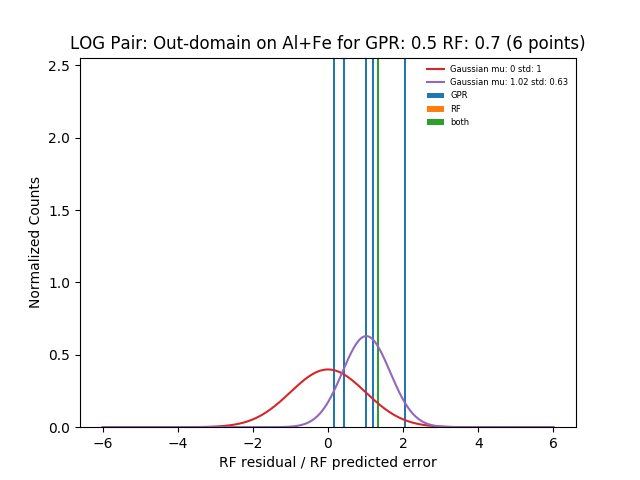 LOG Pair: Out-domain on Al+Fe for GPR: 0.5 RF: 0.7 (6 points)
Gaussian mu: 0 std: 1
Gaussian mu: 1.02 std: 0.63
GPR
RF
both
Normalized Counts
2.5
2.0
1.5
1.0
0.5
0.0
−6
−4
−2
0
2
4
6
RF residual / RF predicted error